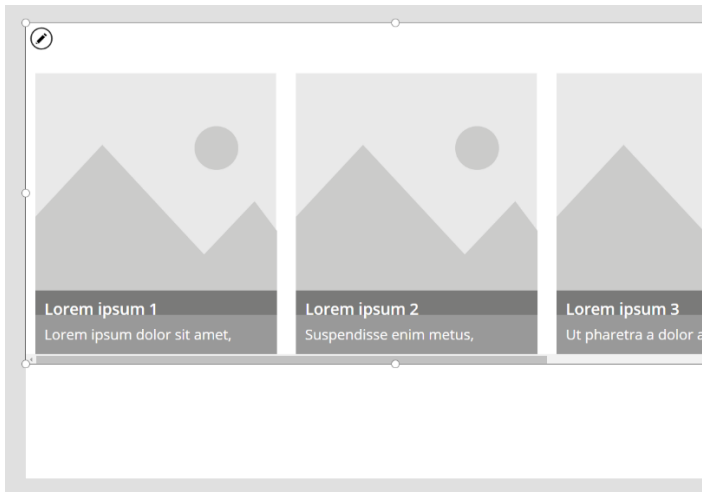 Lorem ipsum 1
Lorem ipsum dolor sit amet,
Lorem ipsum 2
Suspendisse enim metus,
Lorem ipsum 3
Ut pharetra a dolor a